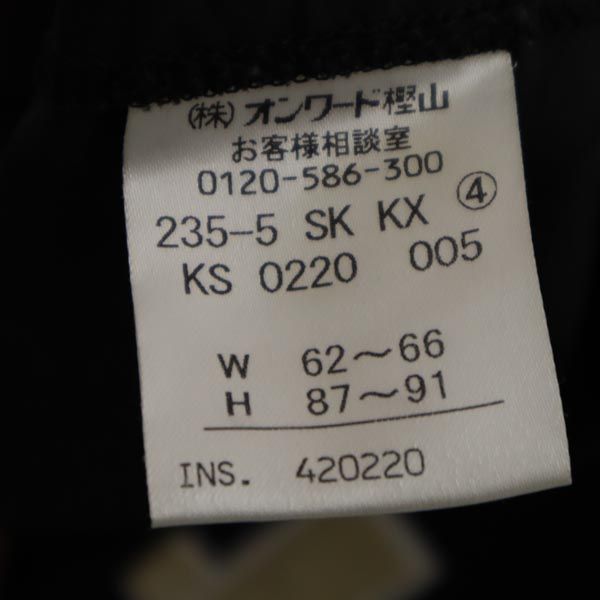 (株)オンワード樫山
お客様相談室
0120-586-300
235-5 SK KX ④
KS 0220 005
W 62~66
H 87~91
INS. 420220